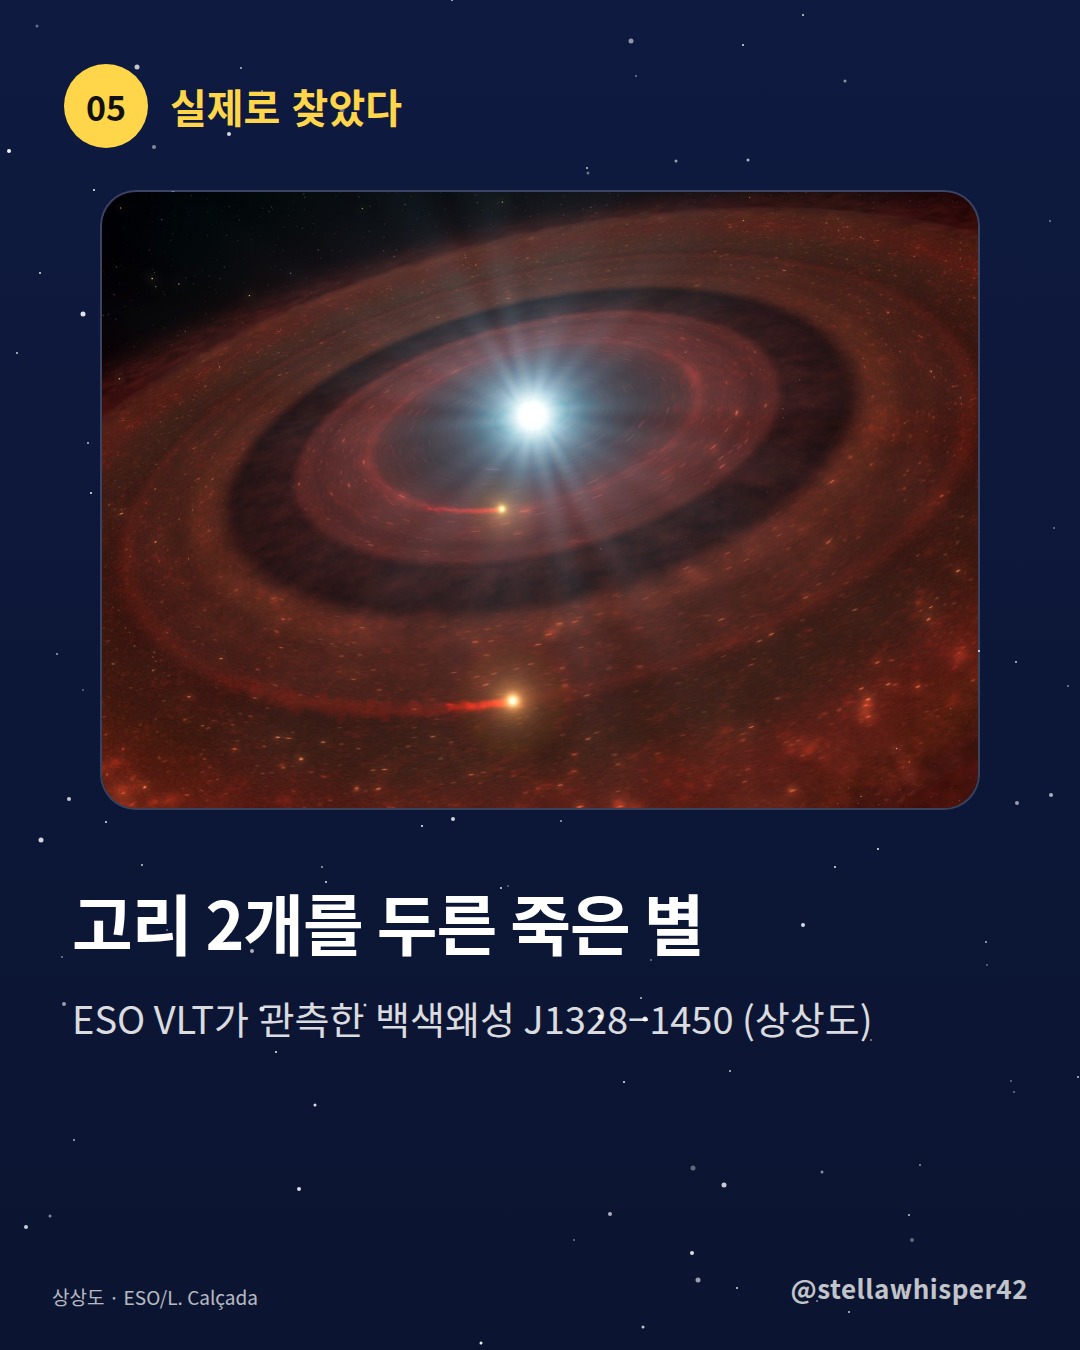 05
실제로 찾았다
고리 2개를 두른 죽은 별
ESO VLT가 관측한 백색왜성 J1328−1450 (상상도)
상상도 · ESO/L. Calçada
@stellawhisper42